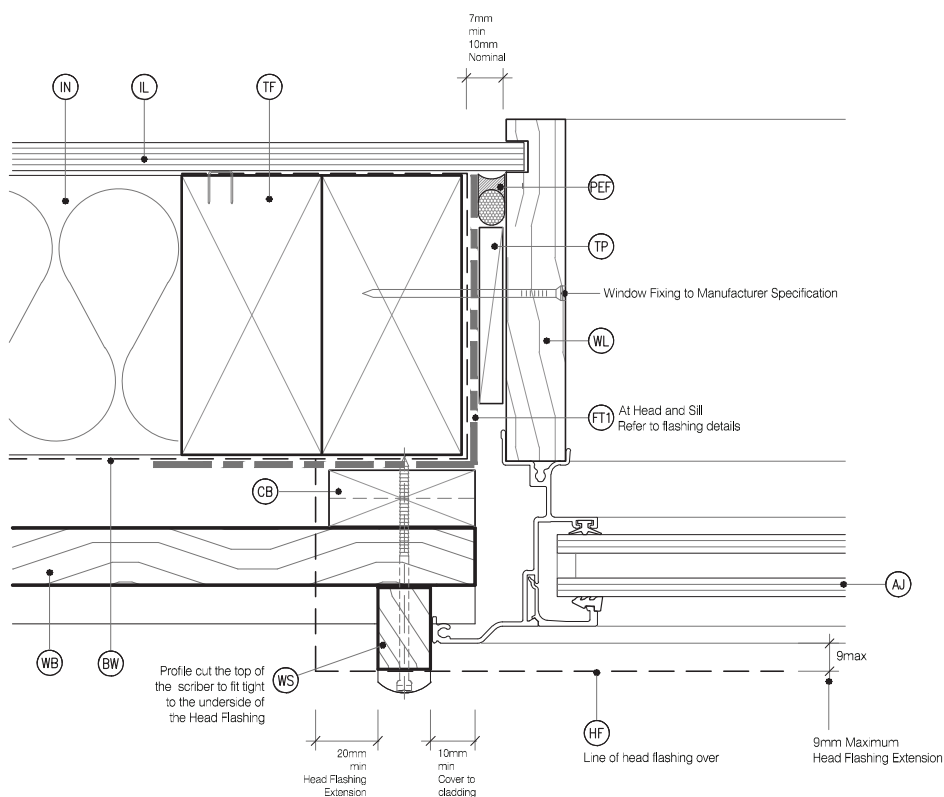 7mm
min
10mm
Nominal
IN
IL
TF
PEF
TP
Window Fixing to Manufacturer Specification
WL
FT1
At Head and Sill
Refer to flashing details
CB
AJ
WB
BW
WS
Profile cut the top of
the scriber to fit tight
to the underside of
the Head Flashing
9max
HF
Line of head flashing over
9mm Maximum
Head Flashing Extension
20mm
min
Head Flashing
Extension
10mm
min
Cover to
cladding